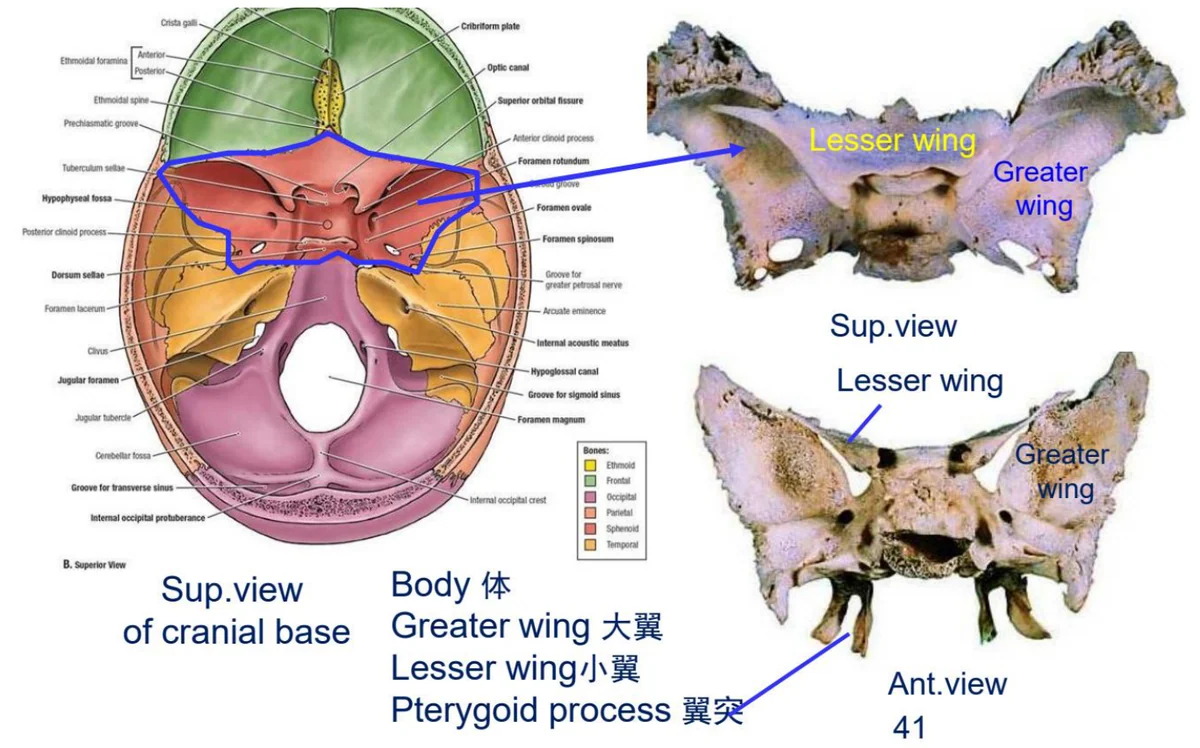 Crista galli
Ethmoidal foramina
Anterior
Posterior
Ethmoidal spine
Prechiasmatic groove
Tuberculum sellae
Hypophyseal fossa
Posterior clinoid process
Dorsum sellae
Foramen lacerum
Clivus
Jugular foramen
Jugular tubercle
Cerebellar fossa
Groove for transverse sinus
Internal occipital protuberance
Cribriform plate
Optic canal
Superior orbital fissure
Anterior clinoid process
Foramen rotundum
groove
Foramen ovale
Foramen spinosum
Groove for
greater petrosal nerve
Arcuate eminence
Internal acoustic meatus
Hypoglossal canal
Groove for sigmoid sinus
Foramen magnum
Internal occipital crest
Bones:
Ethmoid
Frontal
Occipital
Parietal
Sphenoid
Temporal
B. Superior View
Sup.view
of cranial base
Body 体
Greater wing 大翼
Lesser wing小翼
Pterygoid process 翼突
Lesser wing
Greater
wing
Sup.view
Lesser wing
Greater
wing
Ant.view
41